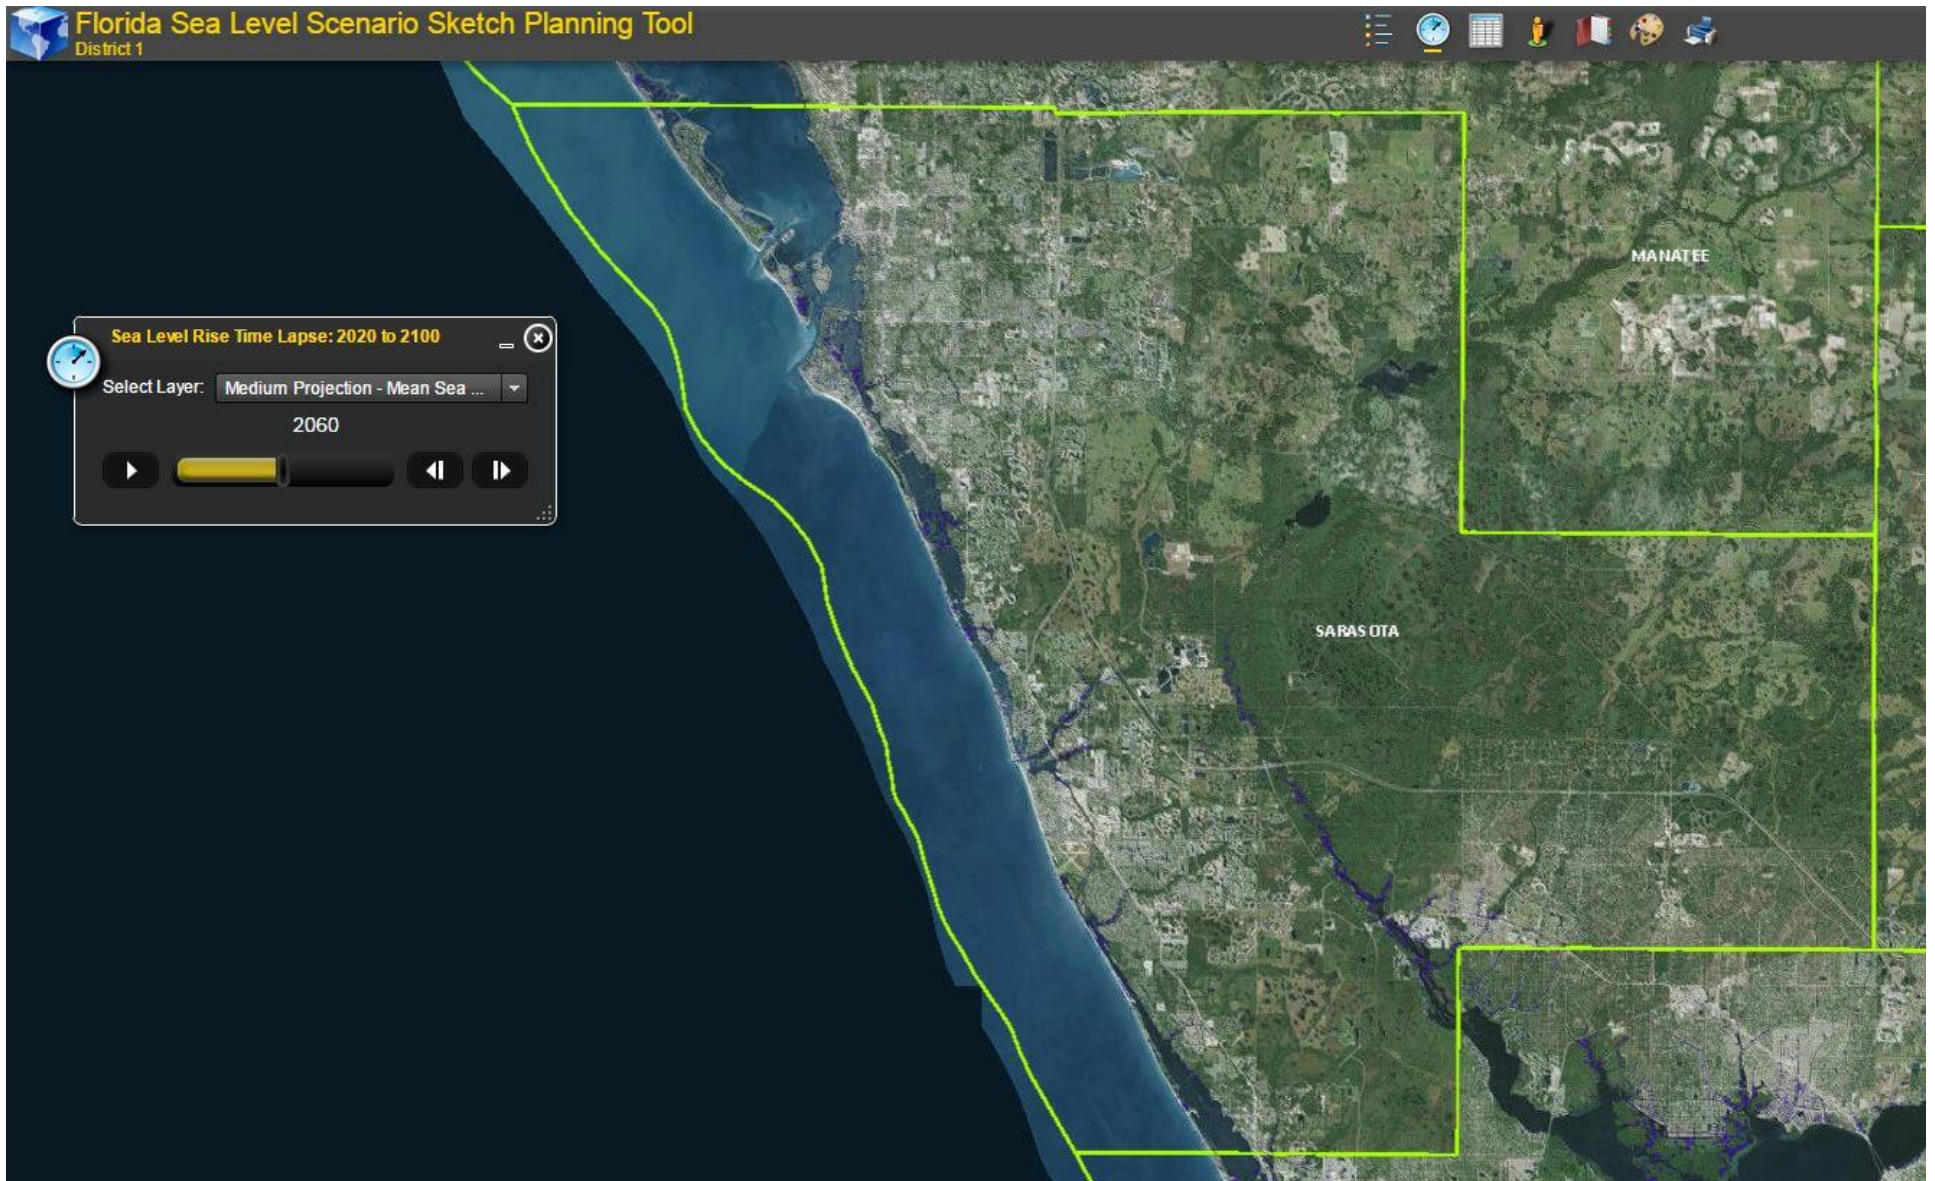 Florida Sea Level Scenario Sketch Planning Tool
District 1
MANATEE
Sea Level Rise Time Lapse: 2020 to 2100
Select Layer: Medium Projection - Mean Sea ...
2060
SARASOTA